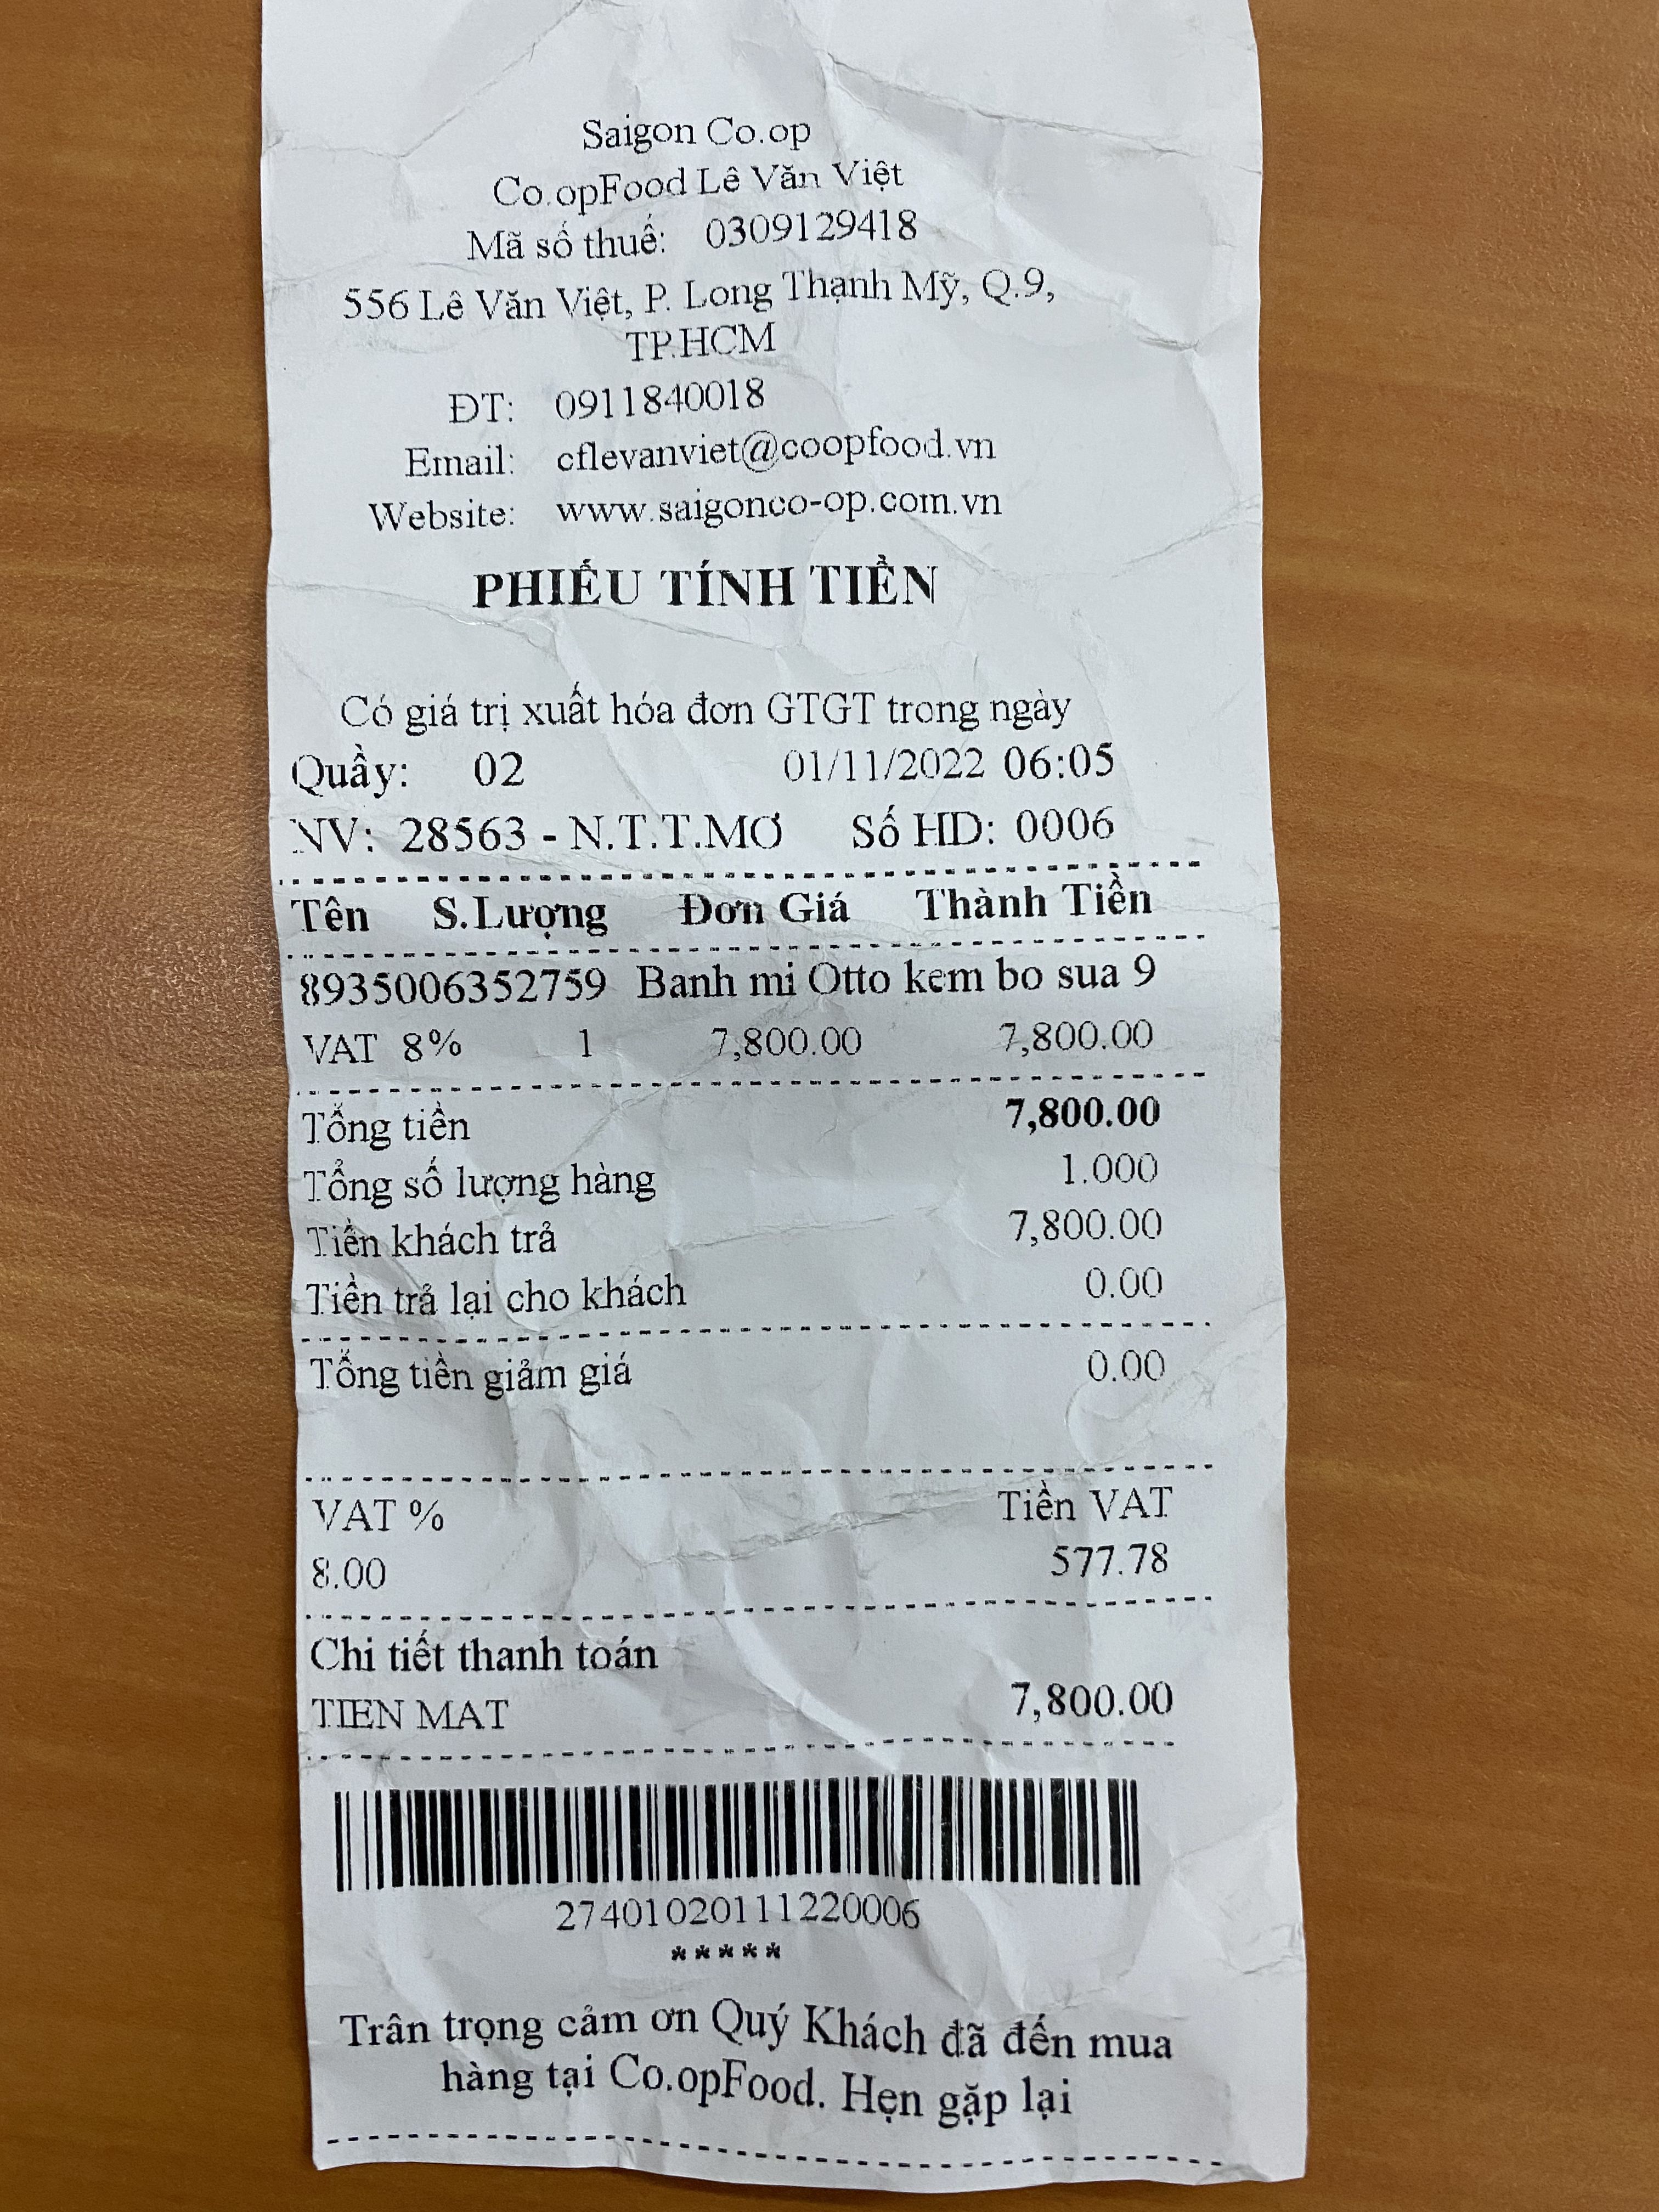 Saigon Co.op
Co.opFood Lê Văn Việt
Mã số thuế: 0309129418
556 Lê Văn Việt, P. Long Thạnh Mỹ, Q.9,
TP.HCM
ĐT: 0911840018
Email: cflevanviet@coopfood.vn
Website: www.saigonco-op.com.vn
PHIẾU TÍNH TIỀN
Có giá trị xuất hóa đơn GTGT trong ngày
Quầy: 02 01/11/2022 06:05
NV: 28563 - N.T.T.MƠ Số HD: 0006
Tên S.Lượng Đơn Giá Thành Tiền
8935006352759 Banh mi Otto kem bo sua 9
VAT 8% 1 7,800.00 7,800.00
Tổng tiền 7,800.00
Tổng số lượng hàng 1.000
Tiền khách trả 7,800.00
Tiền trả lại cho khách 0.00
Tổng tiền giảm giá 0.00
VAT % Tiền VAT
8.00 577.78
Chi tiết thanh toán
TIEN MAT 7,800.00
27401020111220006
*****
Trân trọng cảm ơn Quý Khách đã đến mua
hàng tại Co.opFood. Hẹn gặp lại